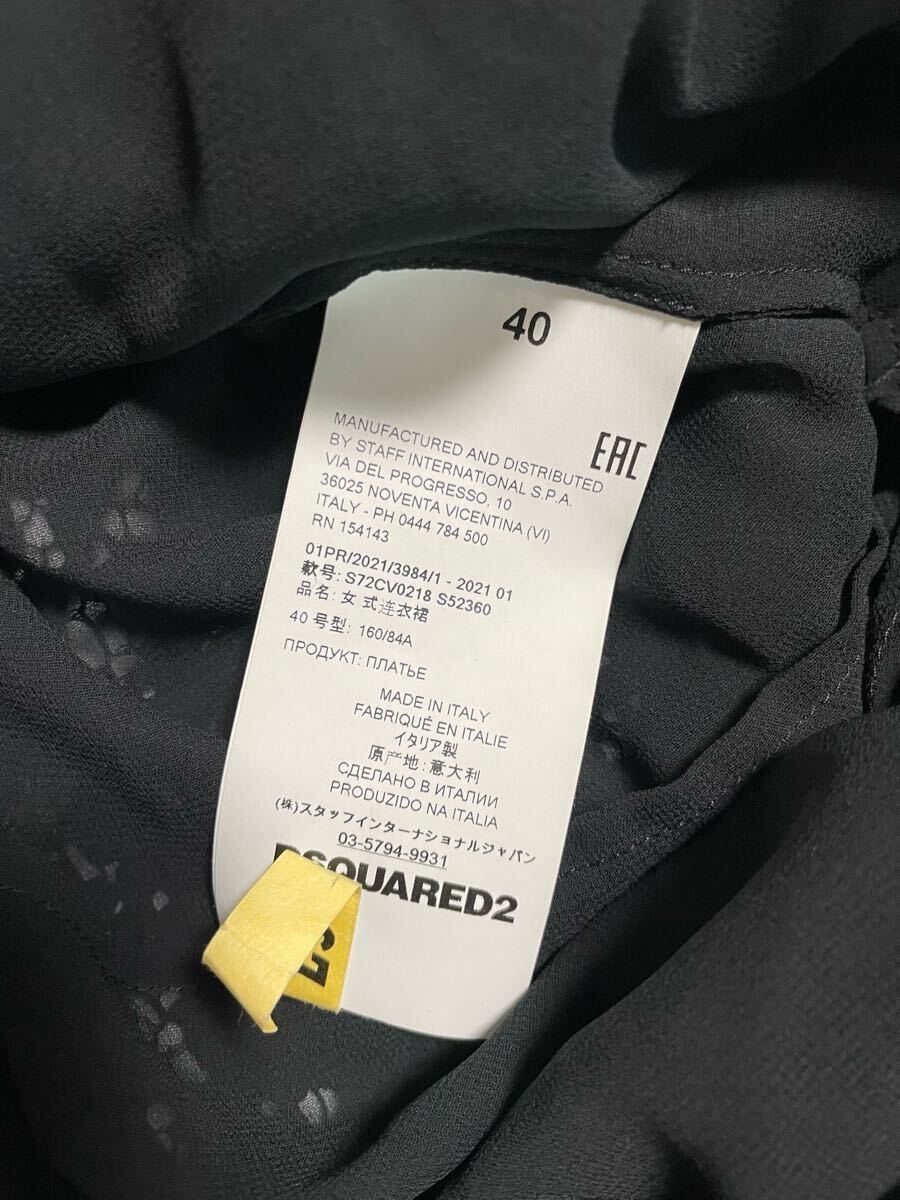 40
EAC
MANUFACTURED AND DISTRIBUTED
BY STAFF INTERNATIONAL S.P.A.
VIA DEL PROGRESSO, 10
36025 NOVENTA VICENTINA (VI)
ITALY - PH 0444 784 500
RN 154143
01PR/2021/3984/1 - 2021 01
款号: S72CV0218 S52360
品名: 女 式连衣裙
40 号型: 160/84A
ПРОДУКТ: ПЛАТЬЕ
MADE IN ITALY
FABRIQUÉ EN ITALIE
イタリア製
原产地: 意大利
СДЕЛАНО В ИТАЛИИ
PRODUZIDO NA ITALIA
(株)スタッフインターナショナルジャパン
03-5794-9931
DSQUARED2